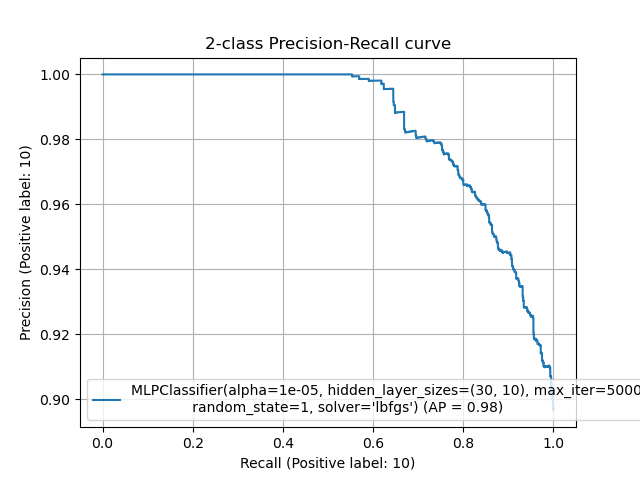 2-class Precision-Recall curve
1.00
0.98
0.96
0.94
0.92
0.90
Precision (Positive label: 10)
MLPClassifier(alpha=1e-05, hidden_layer_sizes=(30, 10), max_iter=5000
random_state=1, solver='lbfgs') (AP = 0.98)
0.0 0.2 0.4 0.6 0.8 1.0
Recall (Positive label: 10)